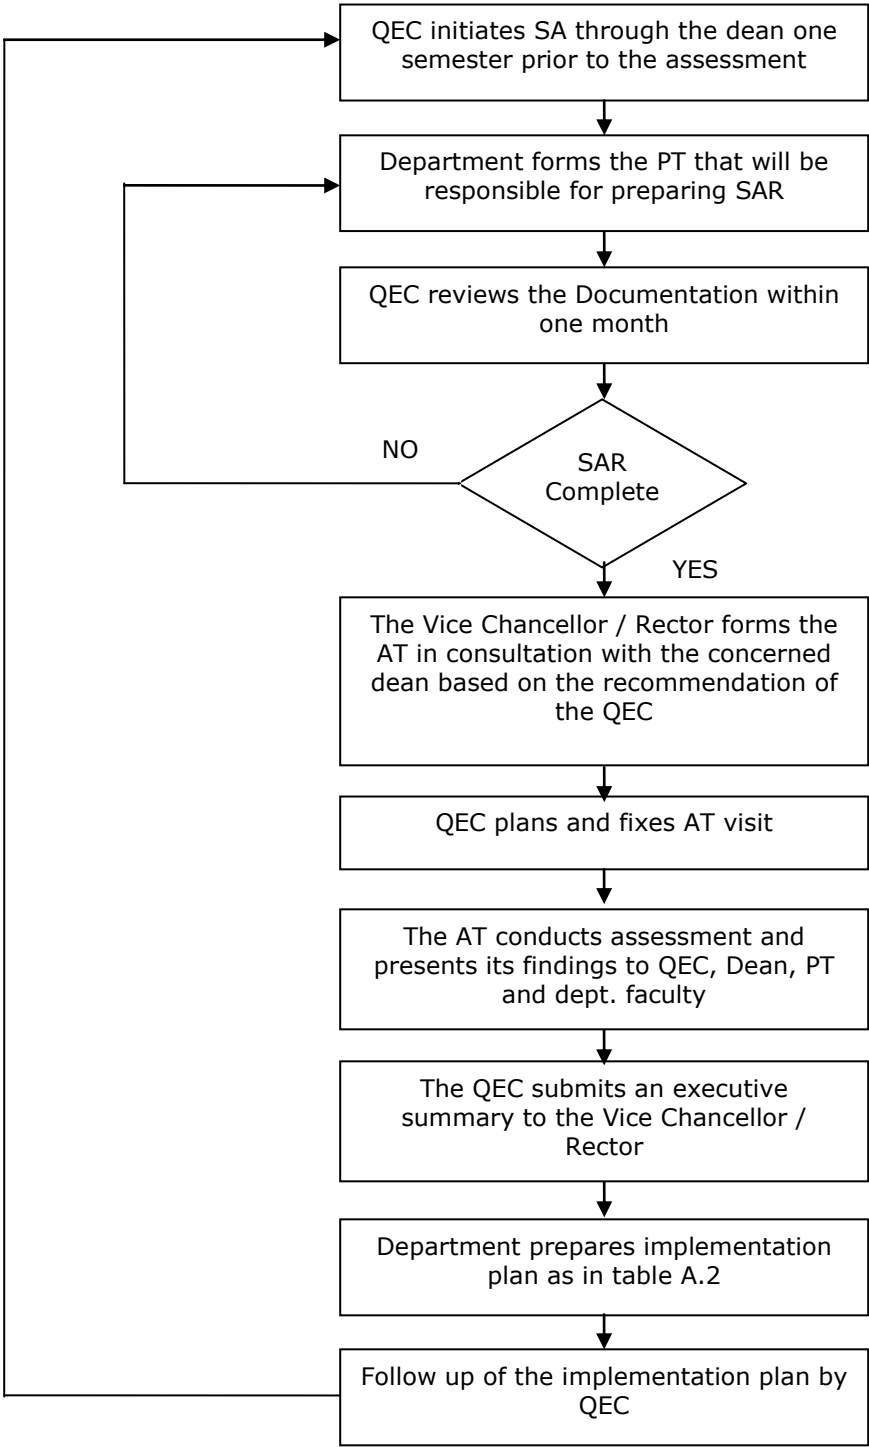 QEC initiates SA through the dean one
semester prior to the assessment
Department forms the PT that will be
responsible for preparing SAR
QEC reviews the Documentation within
one month
NO
SAR
Complete
YES
The Vice Chancellor / Rector forms the
AT in consultation with the concerned
dean based on the recommendation of
the QEC
QEC plans and fixes AT visit
The AT conducts assessment and
presents its findings to QEC, Dean, PT
and dept. faculty
The QEC submits an executive
summary to the Vice Chancellor /
Rector
Department prepares implementation
plan as in table A.2
Follow up of the implementation plan by
QEC